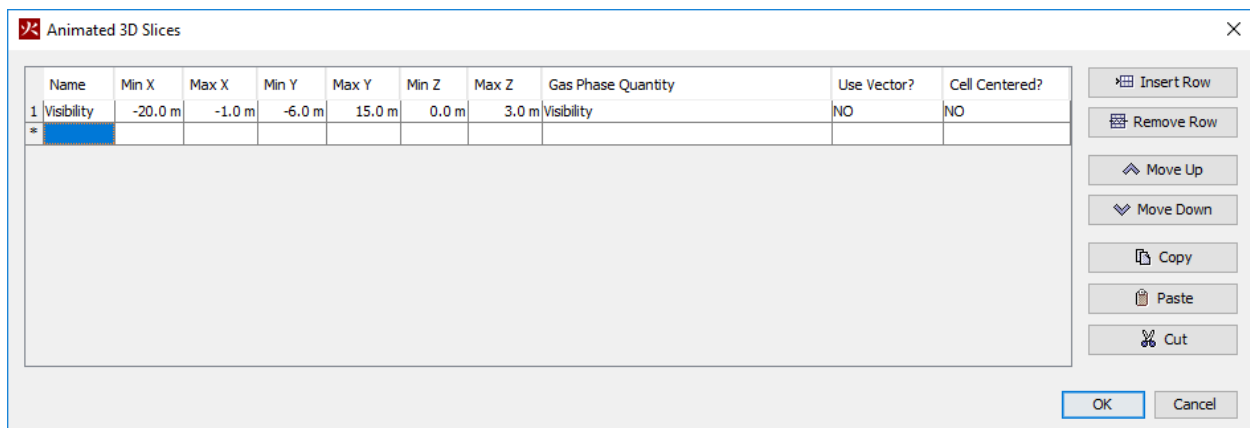 火 Animated 3D Slices
Name Min X Max X Min Y Max Y Min Z Max Z Gas Phase Quantity Use Vector? Cell Centered?
1 Visibility -20.0 m -1.0 m -6.0 m 15.0 m 0.0 m 3.0 m Visibility NO NO
*
Insert Row
Remove Row
Move Up
Move Down
Copy
Paste
Cut
OK Cancel